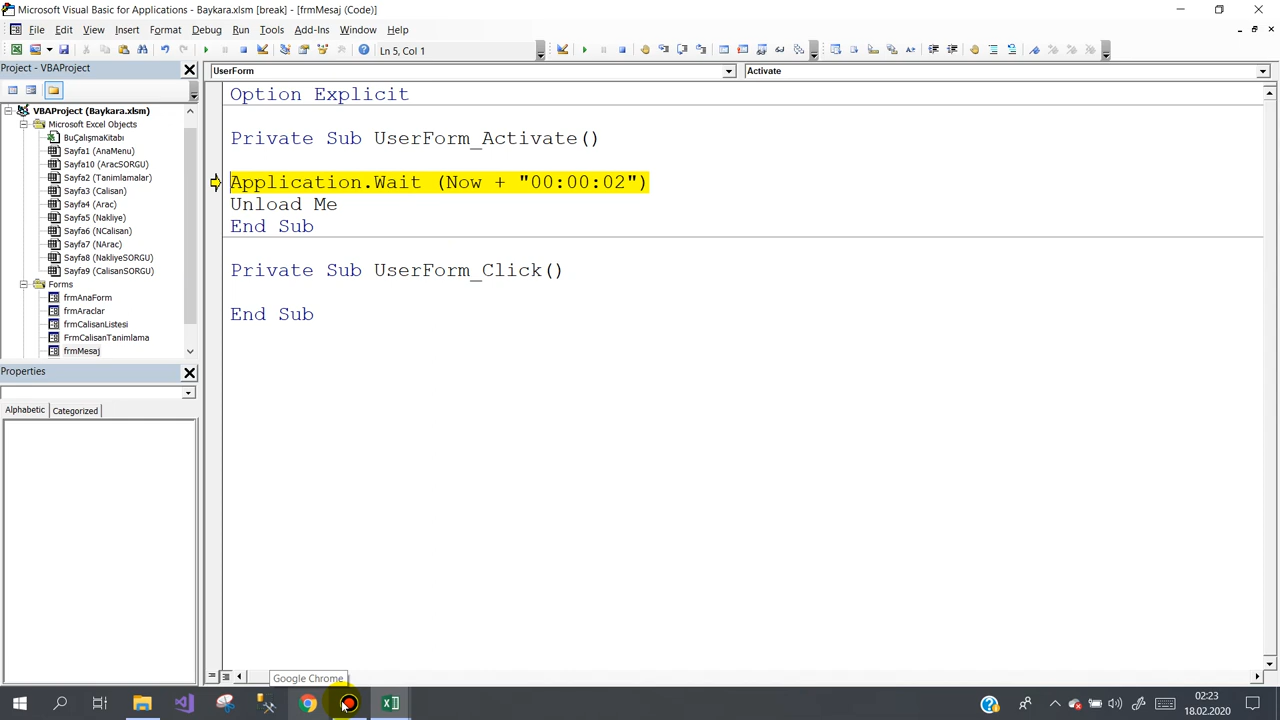 Microsoft Visual Basic for Applications - Baykara.xlsm [break] - [frmMesaj (Code)]
File Edit View Insert Format Debug Run Tools Add-Ins Window Help
Ln 5, Col 1
Project - VBAProject
UserForm
Activate
VBAProject (Baykara.xlsm)
Microsoft Excel Objects
BuÇalışmaKitabı
Sayfa1 (AnaMenu)
Sayfa10 (AracSORGU)
Sayfa2 (Tanimlamalar)
Sayfa3 (Calisan)
Sayfa4 (Arac)
Sayfa5 (Nakliye)
Sayfa6 (NCalisan)
Sayfa7 (NArac)
Sayfa8 (NakliyeSORGU)
Sayfa9 (CalisanSORGU)
Forms
frmAnaForm
frmAraclar
frmCalisanListesi
FrmCalisanTanimlama
frmMesaj
Properties
Alphabetic Categorized
Option Explicit
Private Sub UserForm_Activate()
Application.Wait (Now + "00:00:02")
Unload Me
End Sub
Private Sub UserForm_Click()
End Sub
Google Chrome
02:23
18.02.2020